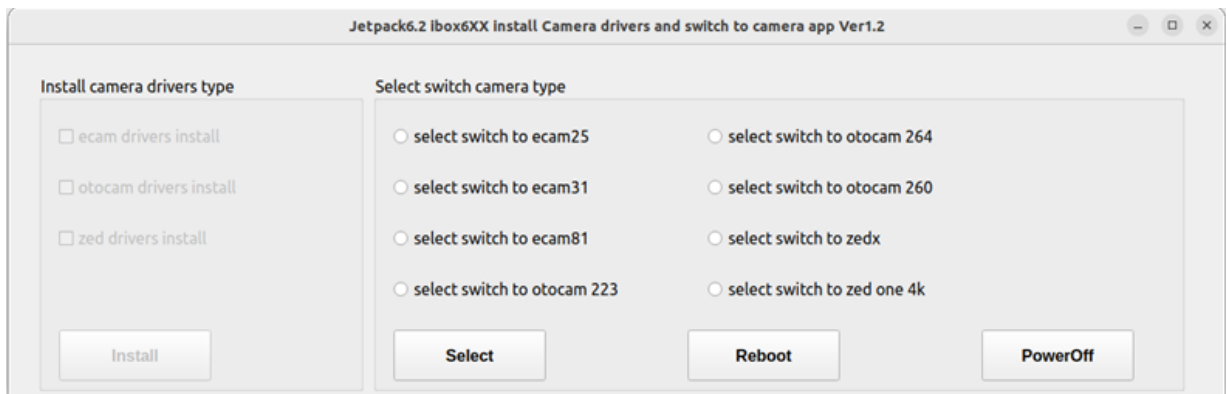 Jetpack6.2 ibox6XX install Camera drivers and switch to camera app Ver1.2
Install camera drivers type
ecam drivers install
otocam drivers install
zed drivers install
Install
Select switch camera type
select switch to ecam25
select switch to otocam 264
select switch to ecam31
select switch to otocam 260
select switch to ecam81
select switch to zedx
select switch to otocam 223
select switch to zed one 4k
Select
Reboot
PowerOff